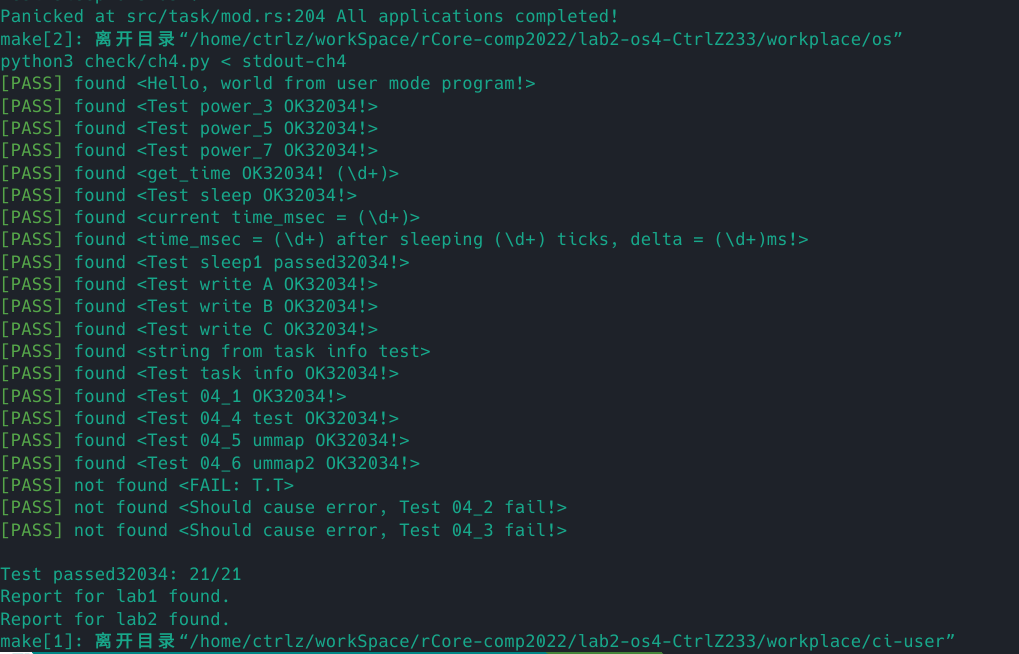 Panicked at src/task/mod.rs:204 All applications completed!
make[2]: 离开目录“/home/ctrlz/workSpace/rCore-comp2022/lab2-os4-CtrlZ233/workplace/os”
python3 check/ch4.py < stdout-ch4
[PASS] found <Hello, world from user mode program!>
[PASS] found <Test power_3 OK32034!>
[PASS] found <Test power_5 OK32034!>
[PASS] found <Test power_7 OK32034!>
[PASS] found <get_time OK32034! (\d+)>
[PASS] found <Test sleep OK32034!>
[PASS] found <current time_msec = (\d+)>
[PASS] found <time_msec = (\d+) after sleeping (\d+) ticks, delta = (\d+)ms!>
[PASS] found <Test sleep1 passed32034!>
[PASS] found <Test write A OK32034!>
[PASS] found <Test write B OK32034!>
[PASS] found <Test write C OK32034!>
[PASS] found <string from task info test>
[PASS] found <Test task info OK32034!>
[PASS] found <Test 04_1 OK32034!>
[PASS] found <Test 04_4 test OK32034!>
[PASS] found <Test 04_5 ummap OK32034!>
[PASS] found <Test 04_6 ummap2 OK32034!>
[PASS] not found <FAIL: T.T>
[PASS] not found <Should cause error, Test 04_2 fail!>
[PASS] not found <Should cause error, Test 04_3 fail!>
Test passed32034: 21/21
Report for lab1 found.
Report for lab2 found.
make[1]: 离开目录“/home/ctrlz/workSpace/rCore-comp2022/lab2-os4-CtrlZ233/workplace/ci-user”